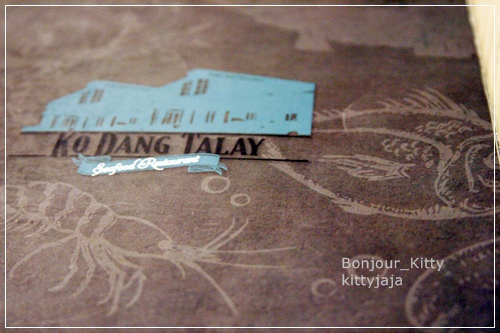 KO DANG TALAY
Seafood Restaurant
Bonjour_Kitty
kittyjaja